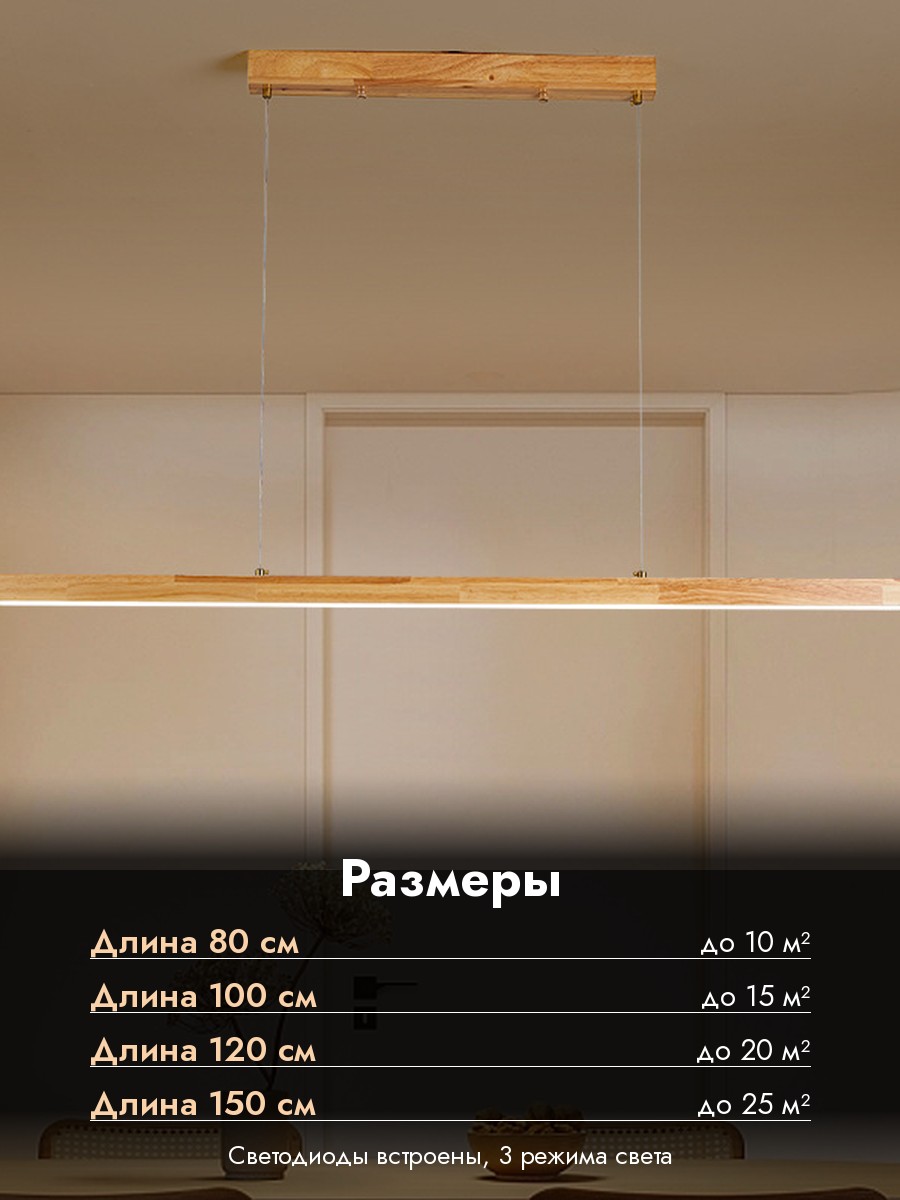 Размеры
Длина 80 см до 10 м²
Длина 100 см до 15 м²
Длина 120 см до 20 м²
Длина 150 см до 25 м²
Светодиоды встроены, 3 режима света